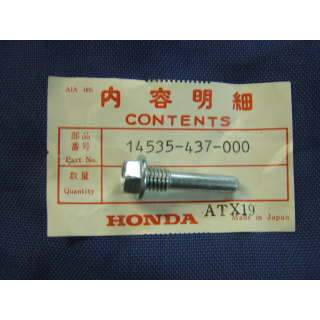 内容明細
CONTENTS
部品
番号
Part No.
14535-437-000
数量
Quantity
HONDA
ATX19
Made in Japan